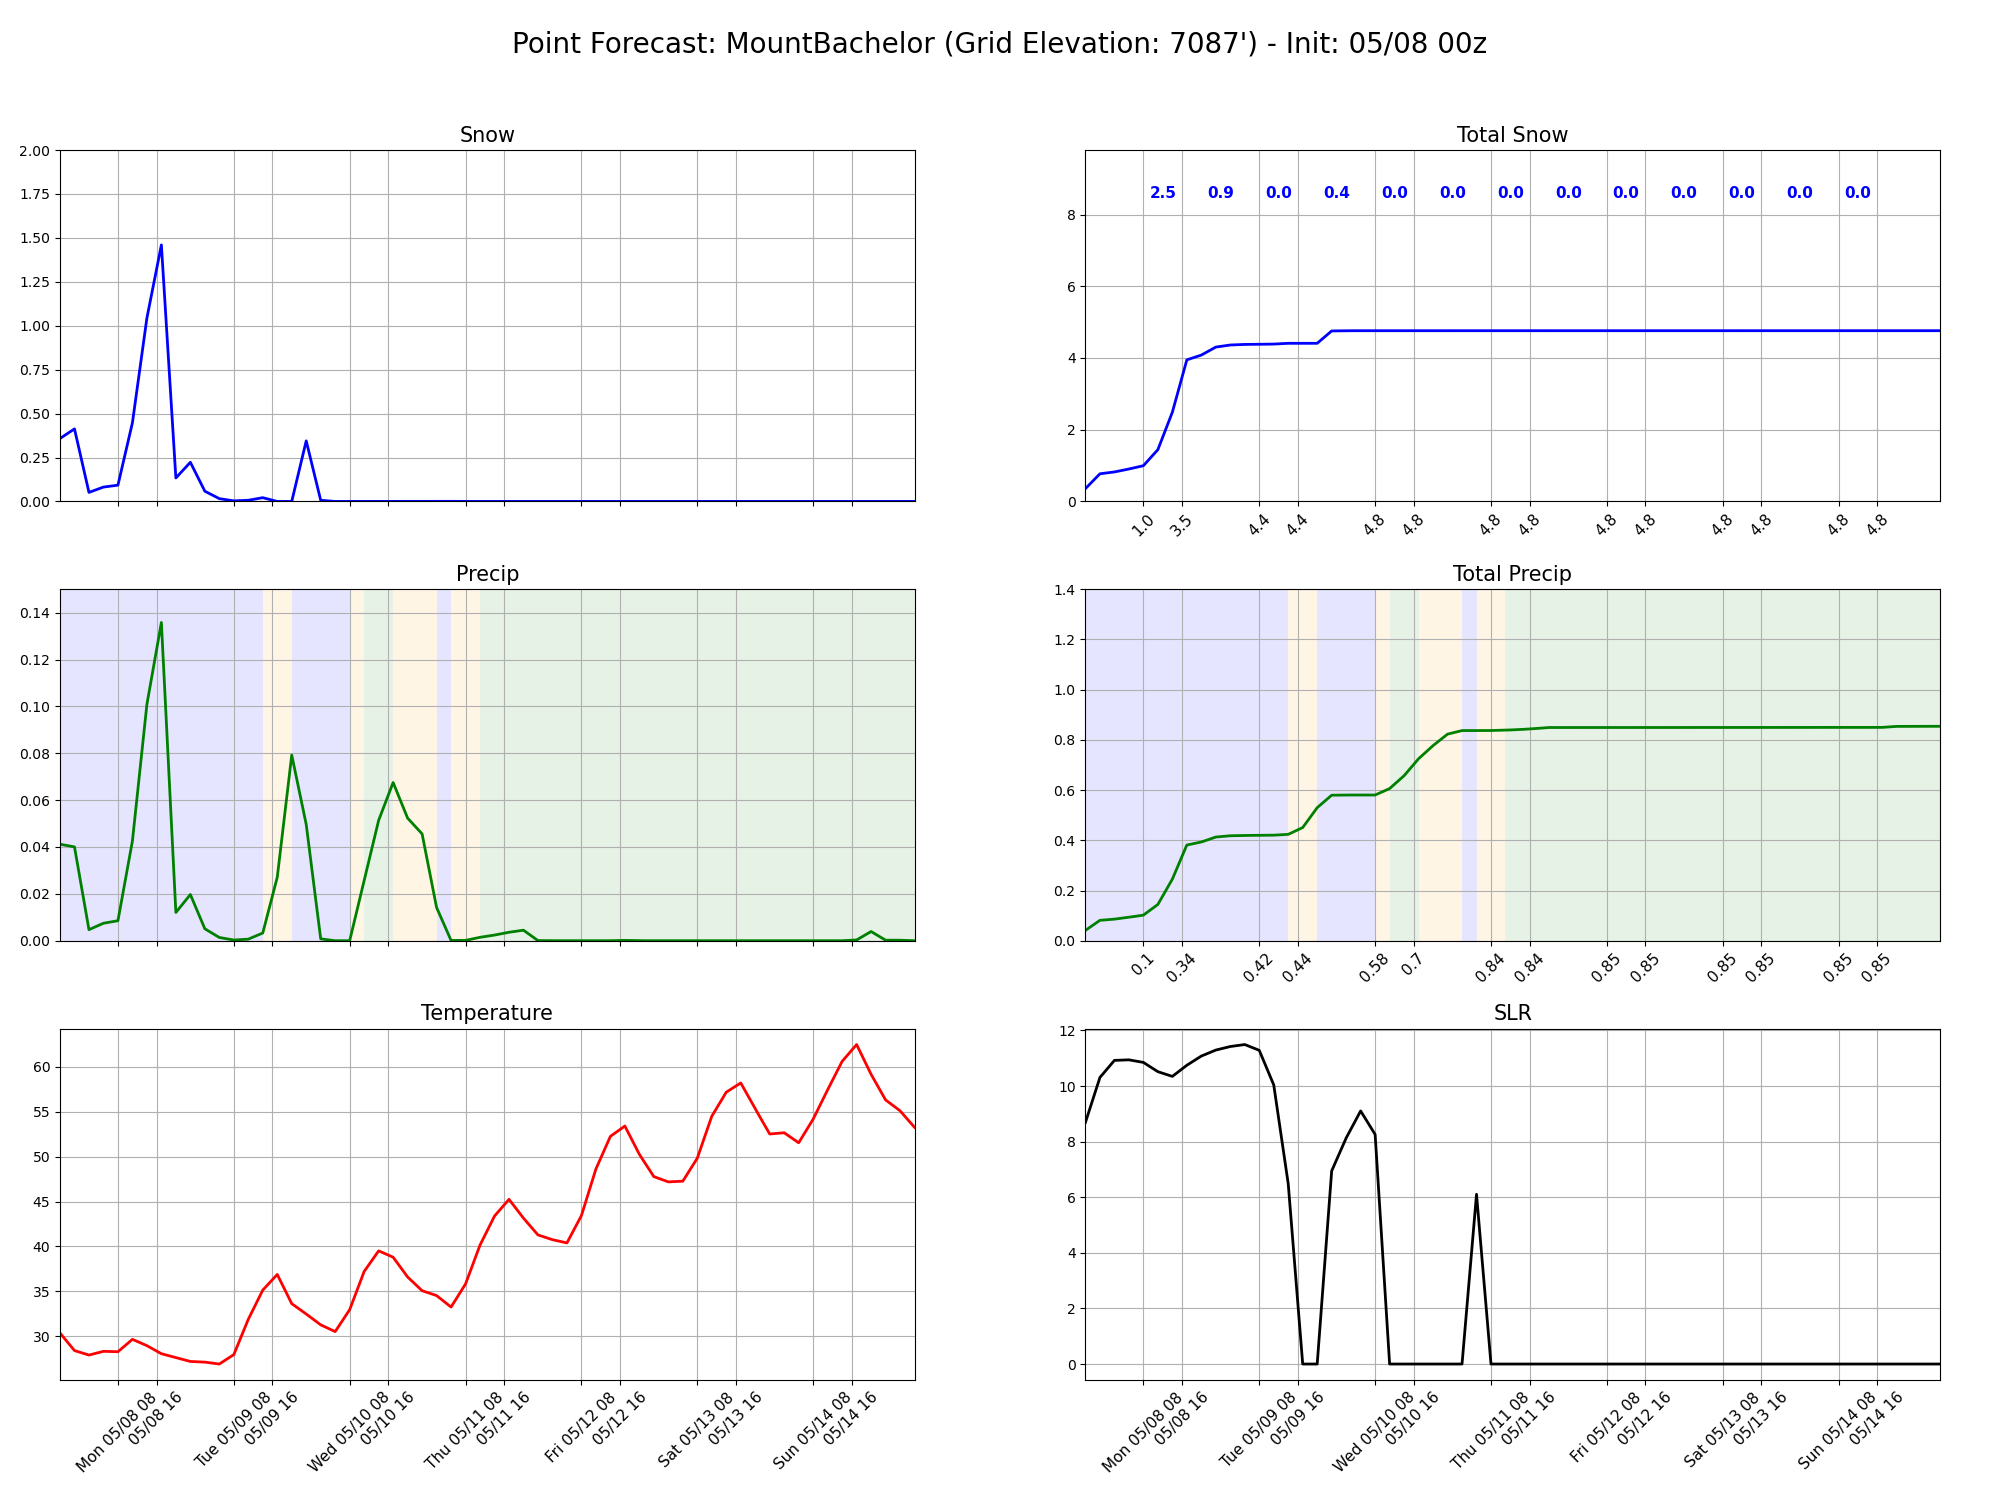 Point Forecast: MountBachelor (Grid Elevation: 7087') - Init: 05/08 00z
Snow
2.00
1.75
1.50
1.25
1.00
0.75
0.50
0.25
0.00
Total Snow
2.5 0.9 0.0 0.4 0.0 0.0 0.0 0.0 0.0 0.0 0.0 0.0 0.0
8
6
4
2
0
1.0 3.5 4.4 4.4 4.8 4.8 4.8 4.8 4.8 4.8 4.8 4.8 4.8 4.8
Precip
0.14
0.12
0.10
0.08
0.06
0.04
0.02
0.00
Total Precip
1.4
1.2
1.0
0.8
0.6
0.4
0.2
0.0
0.1 0.34 0.42 0.44 0.58 0.7 0.84 0.84 0.85 0.85 0.85 0.85 0.85 0.85
Temperature
60
55
50
45
40
35
30
Mon 05/08 08
05/08 16
Tue 05/09 08
05/09 16
Wed 05/10 08
05/10 16
Thu 05/11 08
05/11 16
Fri 05/12 08
05/12 16
Sat 05/13 08
05/13 16
Sun 05/14 08
05/14 16
SLR
12
10
8
6
4
2
0
Mon 05/08 08
05/08 16
Tue 05/09 08
05/09 16
Wed 05/10 08
05/10 16
Thu 05/11 08
05/11 16
Fri 05/12 08
05/12 16
Sat 05/13 08
05/13 16
Sun 05/14 08
05/14 16